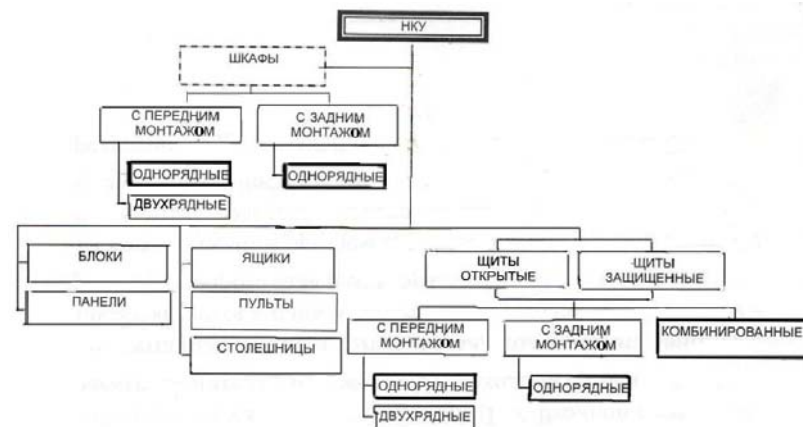 НКУ
ШКАФЫ
С ПЕРЕДНИМ
МОНТАЖОМ
С ЗАДНИМ
МОНТАЖОМ
ОДНОРЯДНЫЕ
ОДНОРЯДНЫЕ
ДВУХРЯДНЫЕ
БЛОКИ
ЯЩИКИ
ЩИТЫ
ОТКРЫТЫЕ
ЩИТЫ
ЗАЩИЩЕННЫЕ
ПАНЕЛИ
ПУЛЬТЫ
СТОЛЕШНИЦЫ
С ПЕРЕДНИМ
МОНТАЖОМ
С ЗАДНИМ
МОНТАЖОМ
КОМБИНИРОВАННЫЕ
ОДНОРЯДНЫЕ
ОДНОРЯДНЫЕ
ДВУХРЯДНЫЕ